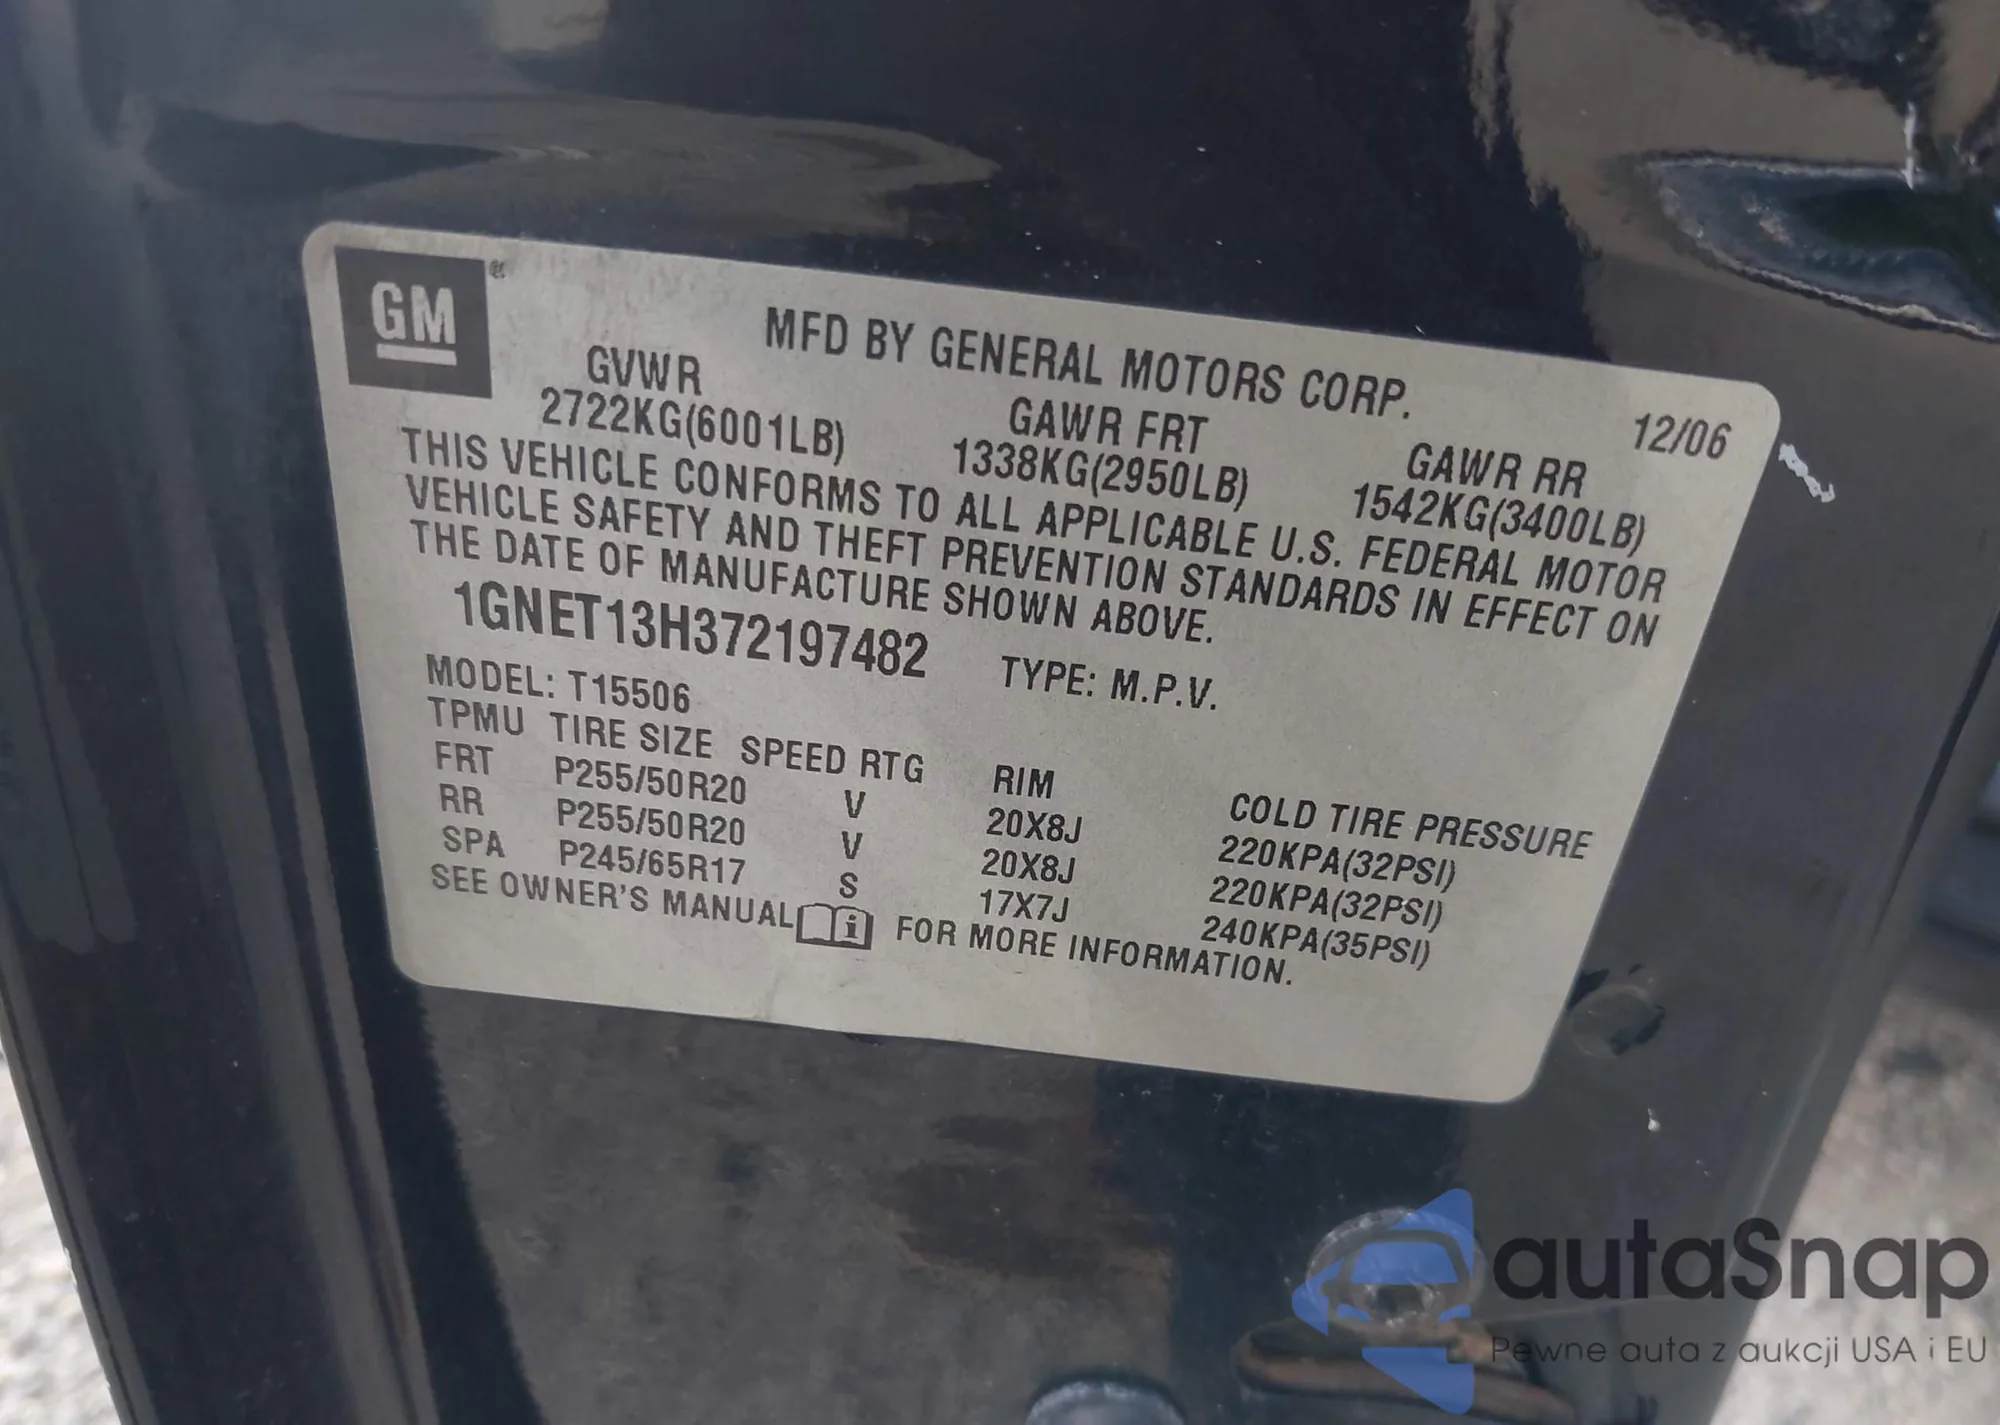 GM®
MFD BY GENERAL MOTORS CORP.
12/06
GVWR GAWR FRT GAWR RR
2722KG(6001LB) 1338KG(2950LB) 1542KG(3400LB)
THIS VEHICLE CONFORMS TO ALL APPLICABLE U.S. FEDERAL MOTOR
VEHICLE SAFETY AND THEFT PREVENTION STANDARDS IN EFFECT ON
THE DATE OF MANUFACTURE SHOWN ABOVE.
1GNET13H372197482 TYPE: M.P.V.
MODEL: T15506
TPMU TIRE SIZE SPEED RTG RIM COLD TIRE PRESSURE
FRT P255/50R20 V 20X8J 220KPA(32PSI)
RR P255/50R20 V 20X8J 220KPA(32PSI)
SPA P245/65R17 S 17X7J 240KPA(35PSI)
SEE OWNER'S MANUAL i FOR MORE INFORMATION.
autaSnap
Pewne auta z aukcji USA i EU